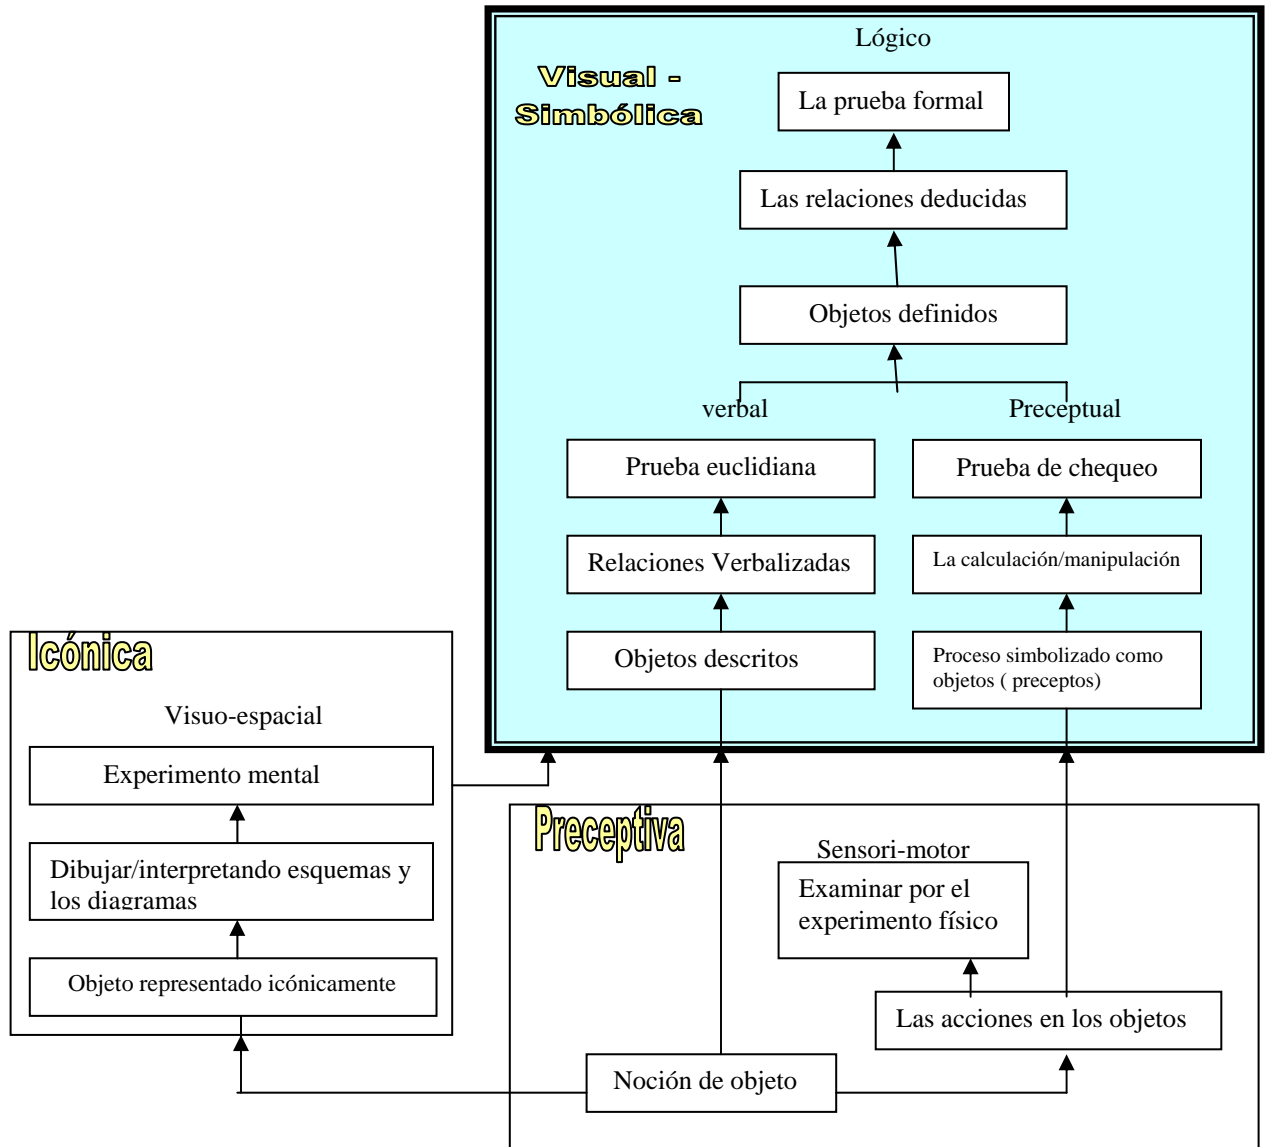 Lógico
Visual -
Simbólica
La prueba formal
Las relaciones deducidas
Objetos definidos
verbal
Preceptual
Prueba euclidiana
Prueba de chequeo
Relaciones Verbalizadas
La calculación/manipulación
Objetos descritos
Proceso simbolizado como
objetos ( preceptos)
Icónica
Visuo-espacial
Experimento mental
Dibujar/interpretando esquemas y
los diagramas
Objeto representado icónicamente
Preceptiva
Sensori-motor
Examinar por el
experimento físico
Las acciones en los objetos
Noción de objeto